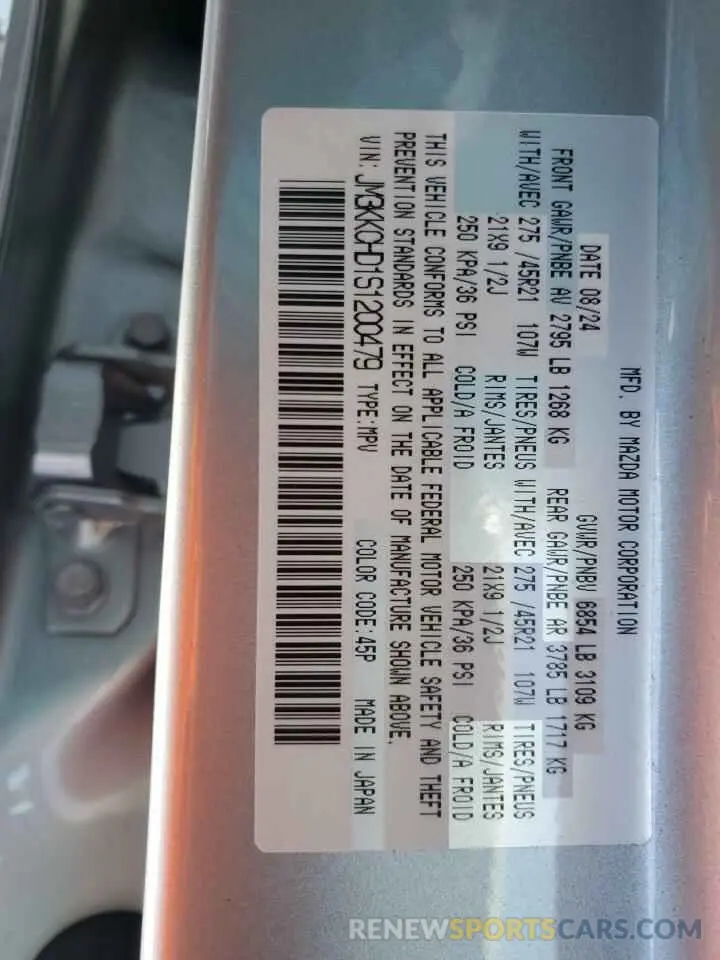 MFD. BY MAZDA MOTOR CORPORATION
DATE 08/24 GVWR/PNBV 6854 LB 3109 KG
FRONT GAWR/PNBE AV 2795 LB 1268 KG REAR GAWR/PNBE AR 3785 LB 1717 KG
WITH/AVEC 275 /45R21 107W TIRES/PNEUS WITH/AVEC 275 /45R21 107W TIRES/PNEUS
21X9 1/2J RIMS/JANTES 21X9 1/2J RIMS/JANTES
250 KPA/36 PSI COLD/A FROID 250 KPA/36 PSI COLD/A FROID
THIS VEHICLE CONFORMS TO ALL APPLICABLE FEDERAL MOTOR VEHICLE SAFETY AND THEFT
PREVENTION STANDARDS IN EFFECT ON THE DATE OF MANUFACTURE SHOWN ABOVE.
VIN: JM3KKCHD1S1200479 TYPE:MPV COLOR CODE:45P MADE IN JAPAN
RENEWSPORTSCARS.COM